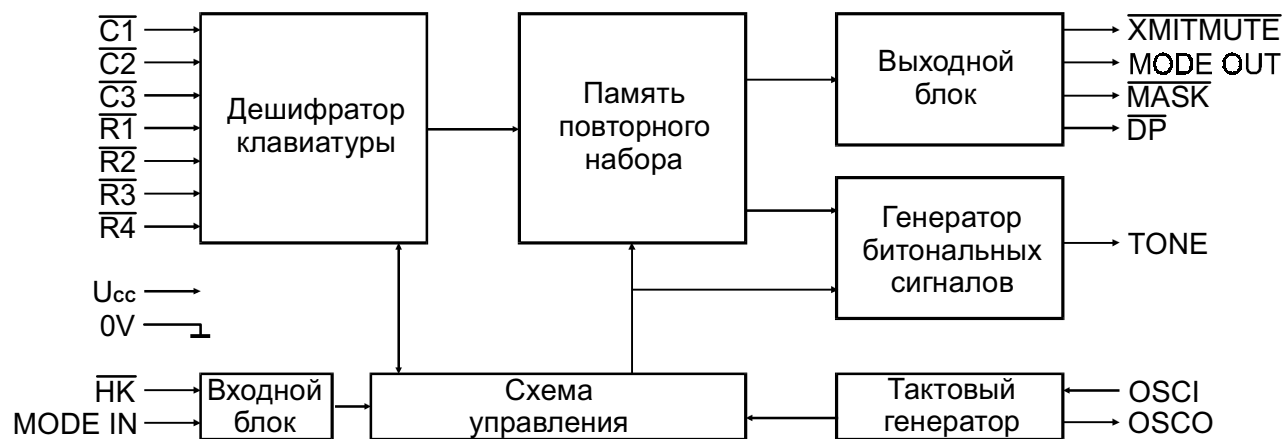 C1
C2
C3
R1
R2
R3
R4
Ucc
0V
HK
MODE IN
Дешифратор
клавиатуры
Память
повторного
набора
Выходной
блок
XMITMUTE
MODE OUT
MASK
DP
Генератор
битональных
сигналов
TONE
Входной
блок
Схема
управления
Тактовый
генератор
OSCI
OSCO